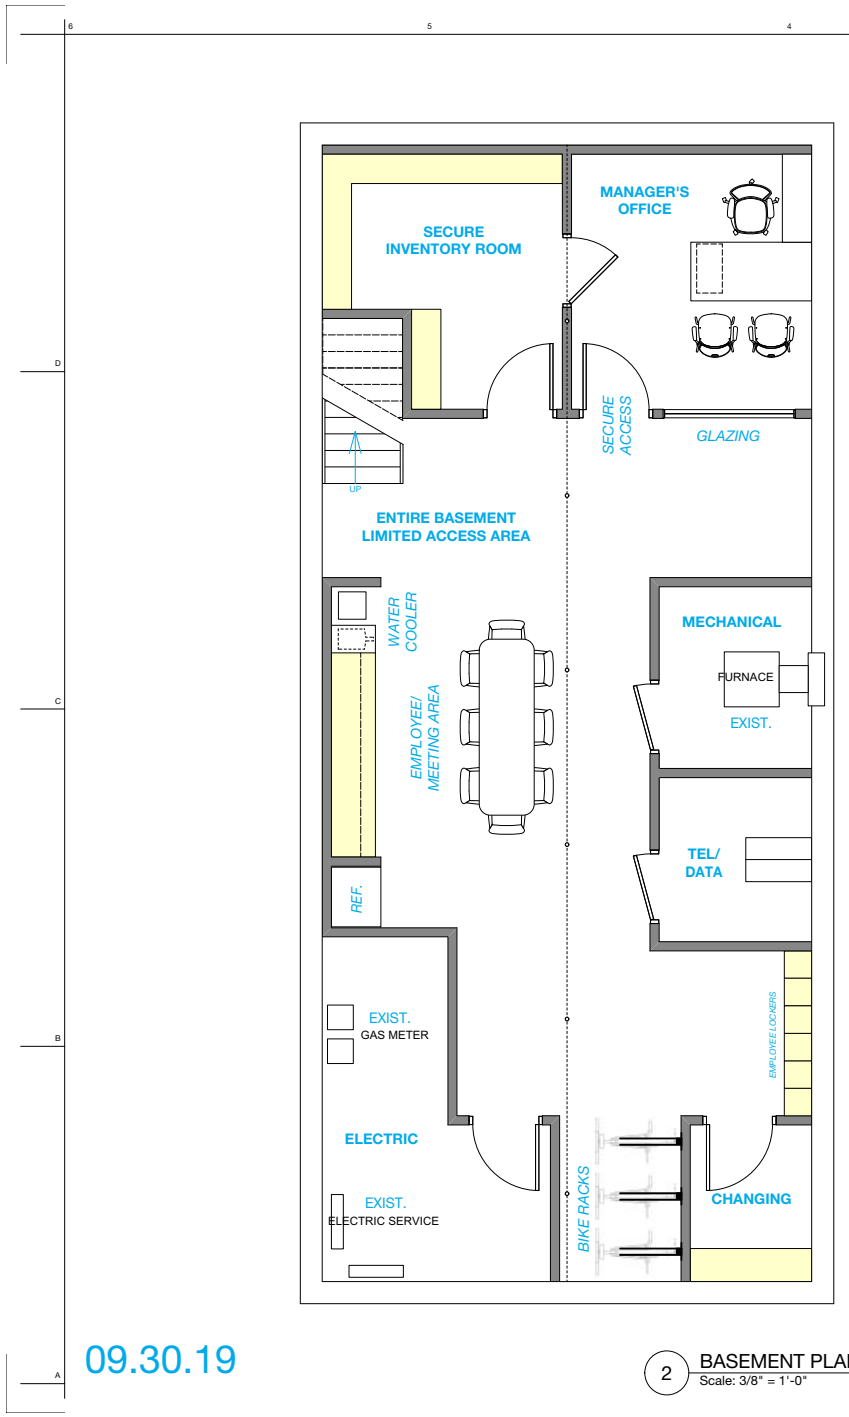 6
5
4
MANAGER'S
OFFICE
SECURE
INVENTORY ROOM
D
SECURE
ACCESS
GLAZING
UP
ENTIRE BASEMENT
LIMITED ACCESS AREA
WATER
COOLER
MECHANICAL
FURNACE
EXIST.
C
EMPLOYEE/
MEETING AREA
TEL/
DATA
REF.
EXIST.
GAS METER
EMPLOYEE LOCKERS
B
ELECTRIC
EXIST.
ELECTRIC SERVICE
BIKE RACKS
CHANGING
09.30.19
A
2
BASEMENT PLA
Scale: 3/8" = 1'-0"